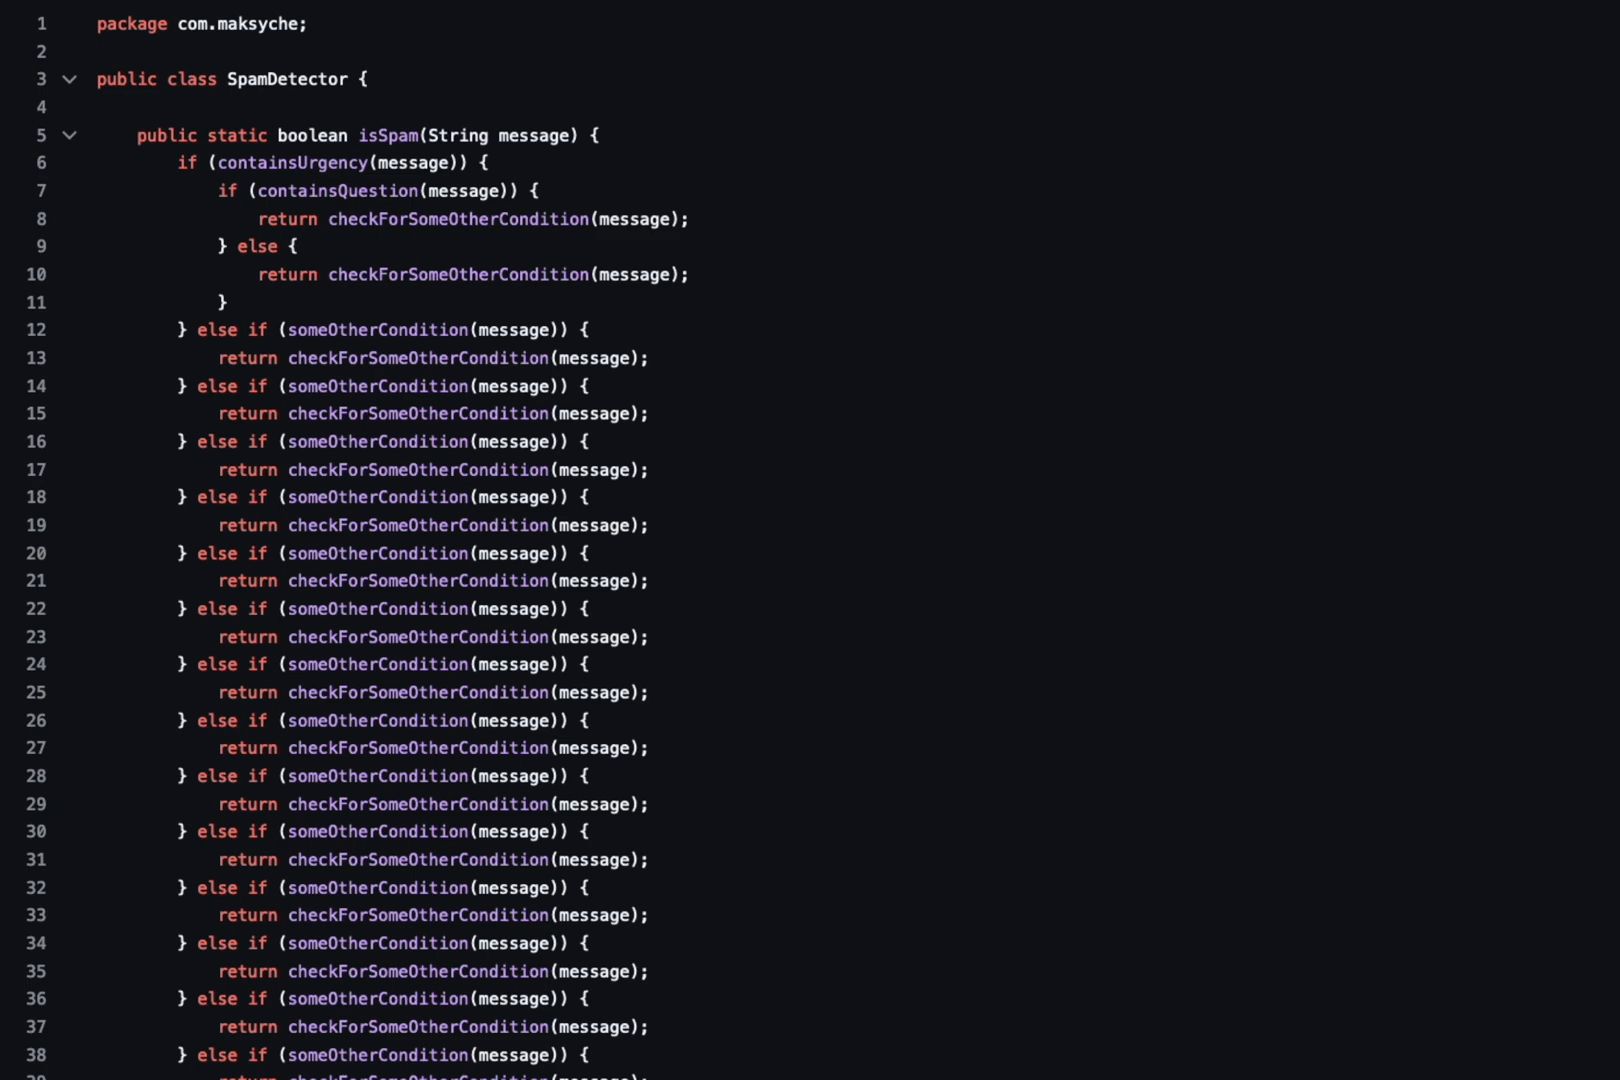 1 package com.maksyche;
2
3 public class SpamDetector {
4
5     public static boolean isSpam(String message) {
6         if (containsUrgency(message)) {
7             if (containsQuestion(message)) {
8                 return checkForSomeOtherCondition(message);
9             } else {
10                 return checkForSomeOtherCondition(message);
11             }
12         } else if (someOtherCondition(message)) {
13             return checkForSomeOtherCondition(message);
14         } else if (someOtherCondition(message)) {
15             return checkForSomeOtherCondition(message);
16         } else if (someOtherCondition(message)) {
17             return checkForSomeOtherCondition(message);
18         } else if (someOtherCondition(message)) {
19             return checkForSomeOtherCondition(message);
20         } else if (someOtherCondition(message)) {
21             return checkForSomeOtherCondition(message);
22         } else if (someOtherCondition(message)) {
23             return checkForSomeOtherCondition(message);
24         } else if (someOtherCondition(message)) {
25             return checkForSomeOtherCondition(message);
26         } else if (someOtherCondition(message)) {
27             return checkForSomeOtherCondition(message);
28         } else if (someOtherCondition(message)) {
29             return checkForSomeOtherCondition(message);
30         } else if (someOtherCondition(message)) {
31             return checkForSomeOtherCondition(message);
32         } else if (someOtherCondition(message)) {
33             return checkForSomeOtherCondition(message);
34         } else if (someOtherCondition(message)) {
35             return checkForSomeOtherCondition(message);
36         } else if (someOtherCondition(message)) {
37             return checkForSomeOtherCondition(message);
38         } else if (someOtherCondition(message)) {